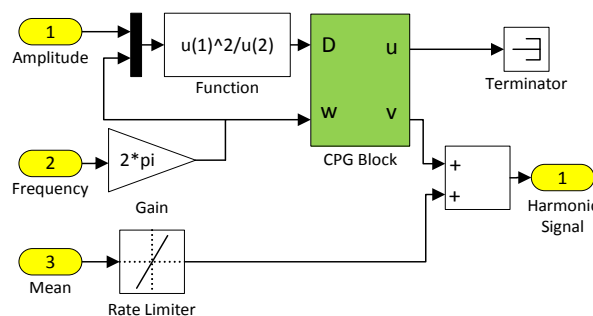 1
Amplitude
u(1)^2/u(2)
Function
D
u
w
v
CPG Block
Terminator
2
Frequency
2*pi
Gain
+
+
1
Harmonic
Signal
3
Mean
Rate Limiter